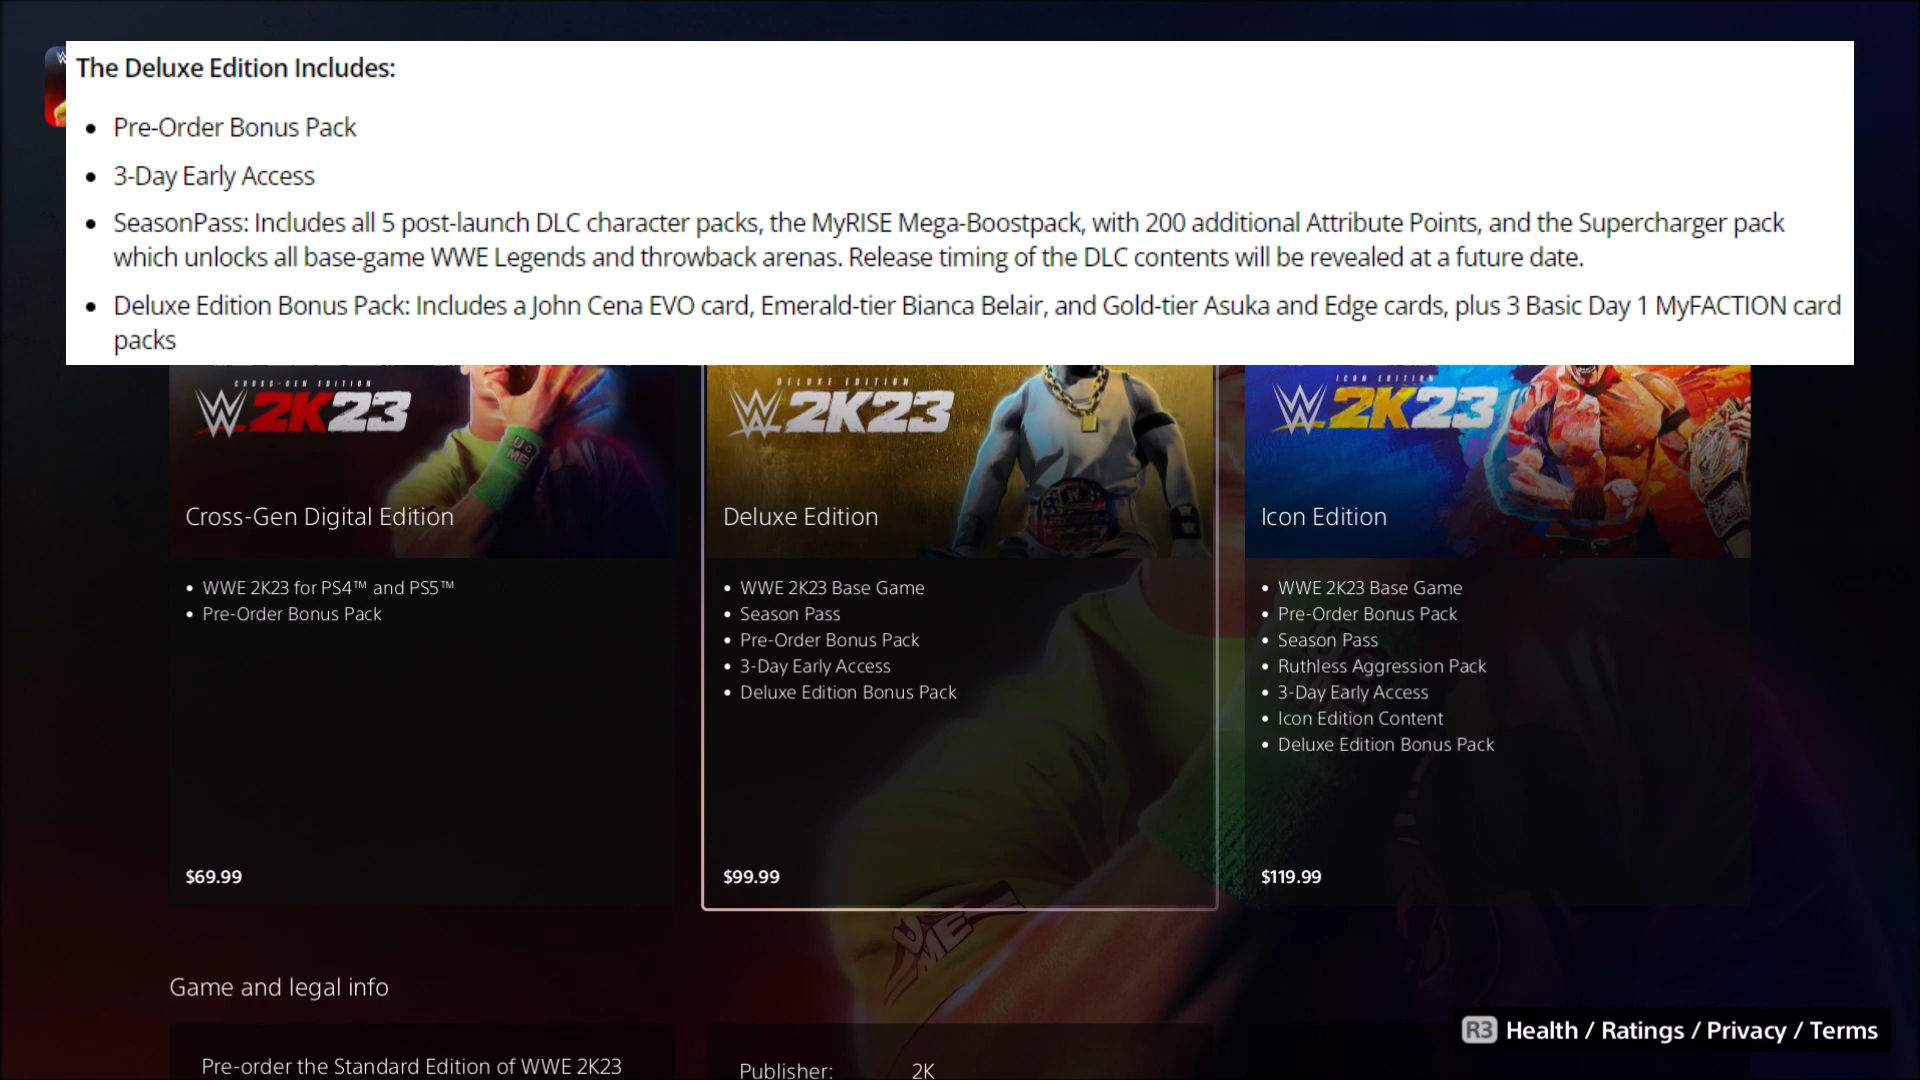 The Deluxe Edition Includes:
• Pre-Order Bonus Pack
• 3-Day Early Access
• SeasonPass: Includes all 5 post-launch DLC character packs, the MyRISE Mega-Boostpack, with 200 additional Attribute Points, and the Supercharger pack
which unlocks all base-game WWE Legends and throwback arenas. Release timing of the DLC contents will be revealed at a future date.
• Deluxe Edition Bonus Pack: Includes a John Cena EVO card, Emerald-tier Bianca Belair, and Gold-tier Asuka and Edge cards, plus 3 Basic Day 1 MyFACTION card
packs
CROSS-GEN EDITION
W 2K23
Cross-Gen Digital Edition
• WWE 2K23 for PS4™ and PS5™
• Pre-Order Bonus Pack
$69.99
DELUXE EDITION
W 2K23
Deluxe Edition
• WWE 2K23 Base Game
• Season Pass
• Pre-Order Bonus Pack
• 3-Day Early Access
• Deluxe Edition Bonus Pack
$99.99
ICON EDITION
W 2K23
Icon Edition
• WWE 2K23 Base Game
• Pre-Order Bonus Pack
• Season Pass
• Ruthless Aggression Pack
• 3-Day Early Access
• Icon Edition Content
• Deluxe Edition Bonus Pack
$119.99
Game and legal info
Pre-order the Standard Edition of WWE 2K23
Publisher: 2K
R3 Health / Ratings / Privacy / Terms